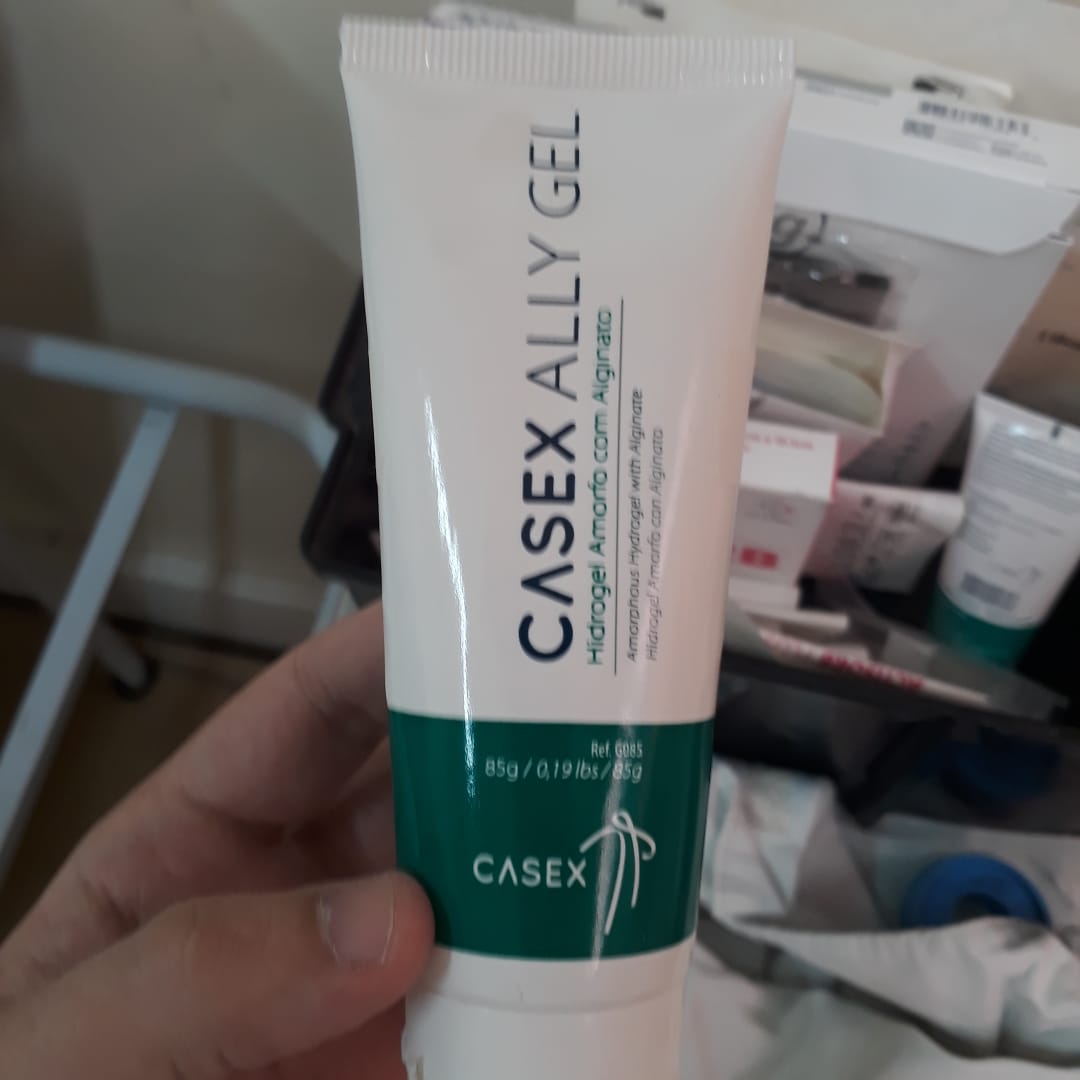 CASEX ALLY GEL
Hidrogel Amorfo com Alginato
Amorphous Hydrogel with Alginate
Hidrogel Amorfo con Alginato
Ref. G085
85g / 0,19 lbs / 85g
CASEX